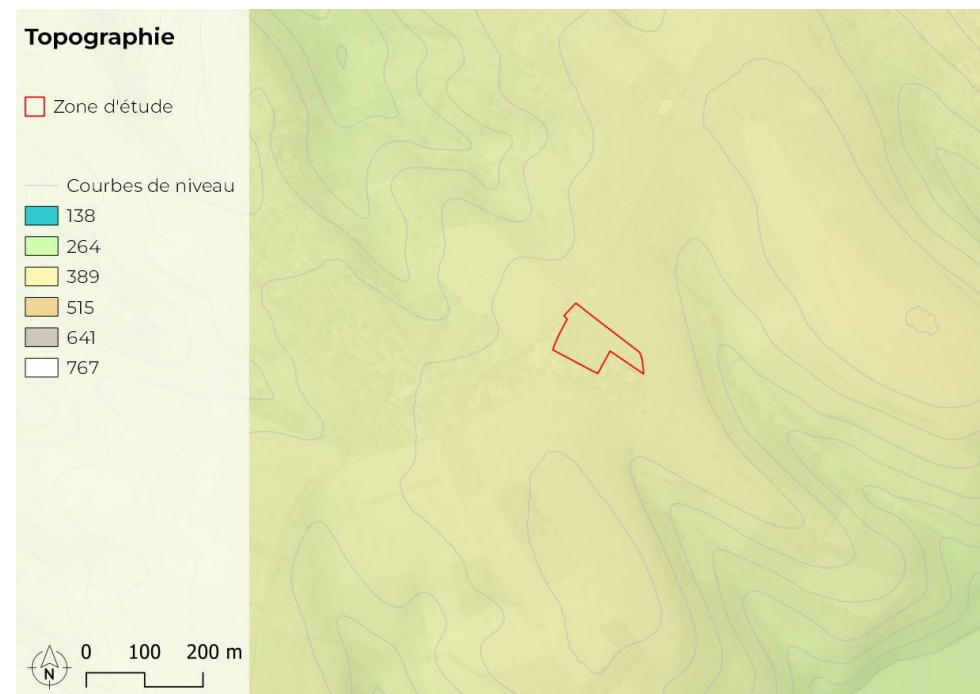 Topographie
Zone d'étude
Courbes de niveau
138
264
389
515
641
767
N
0 100 200 m